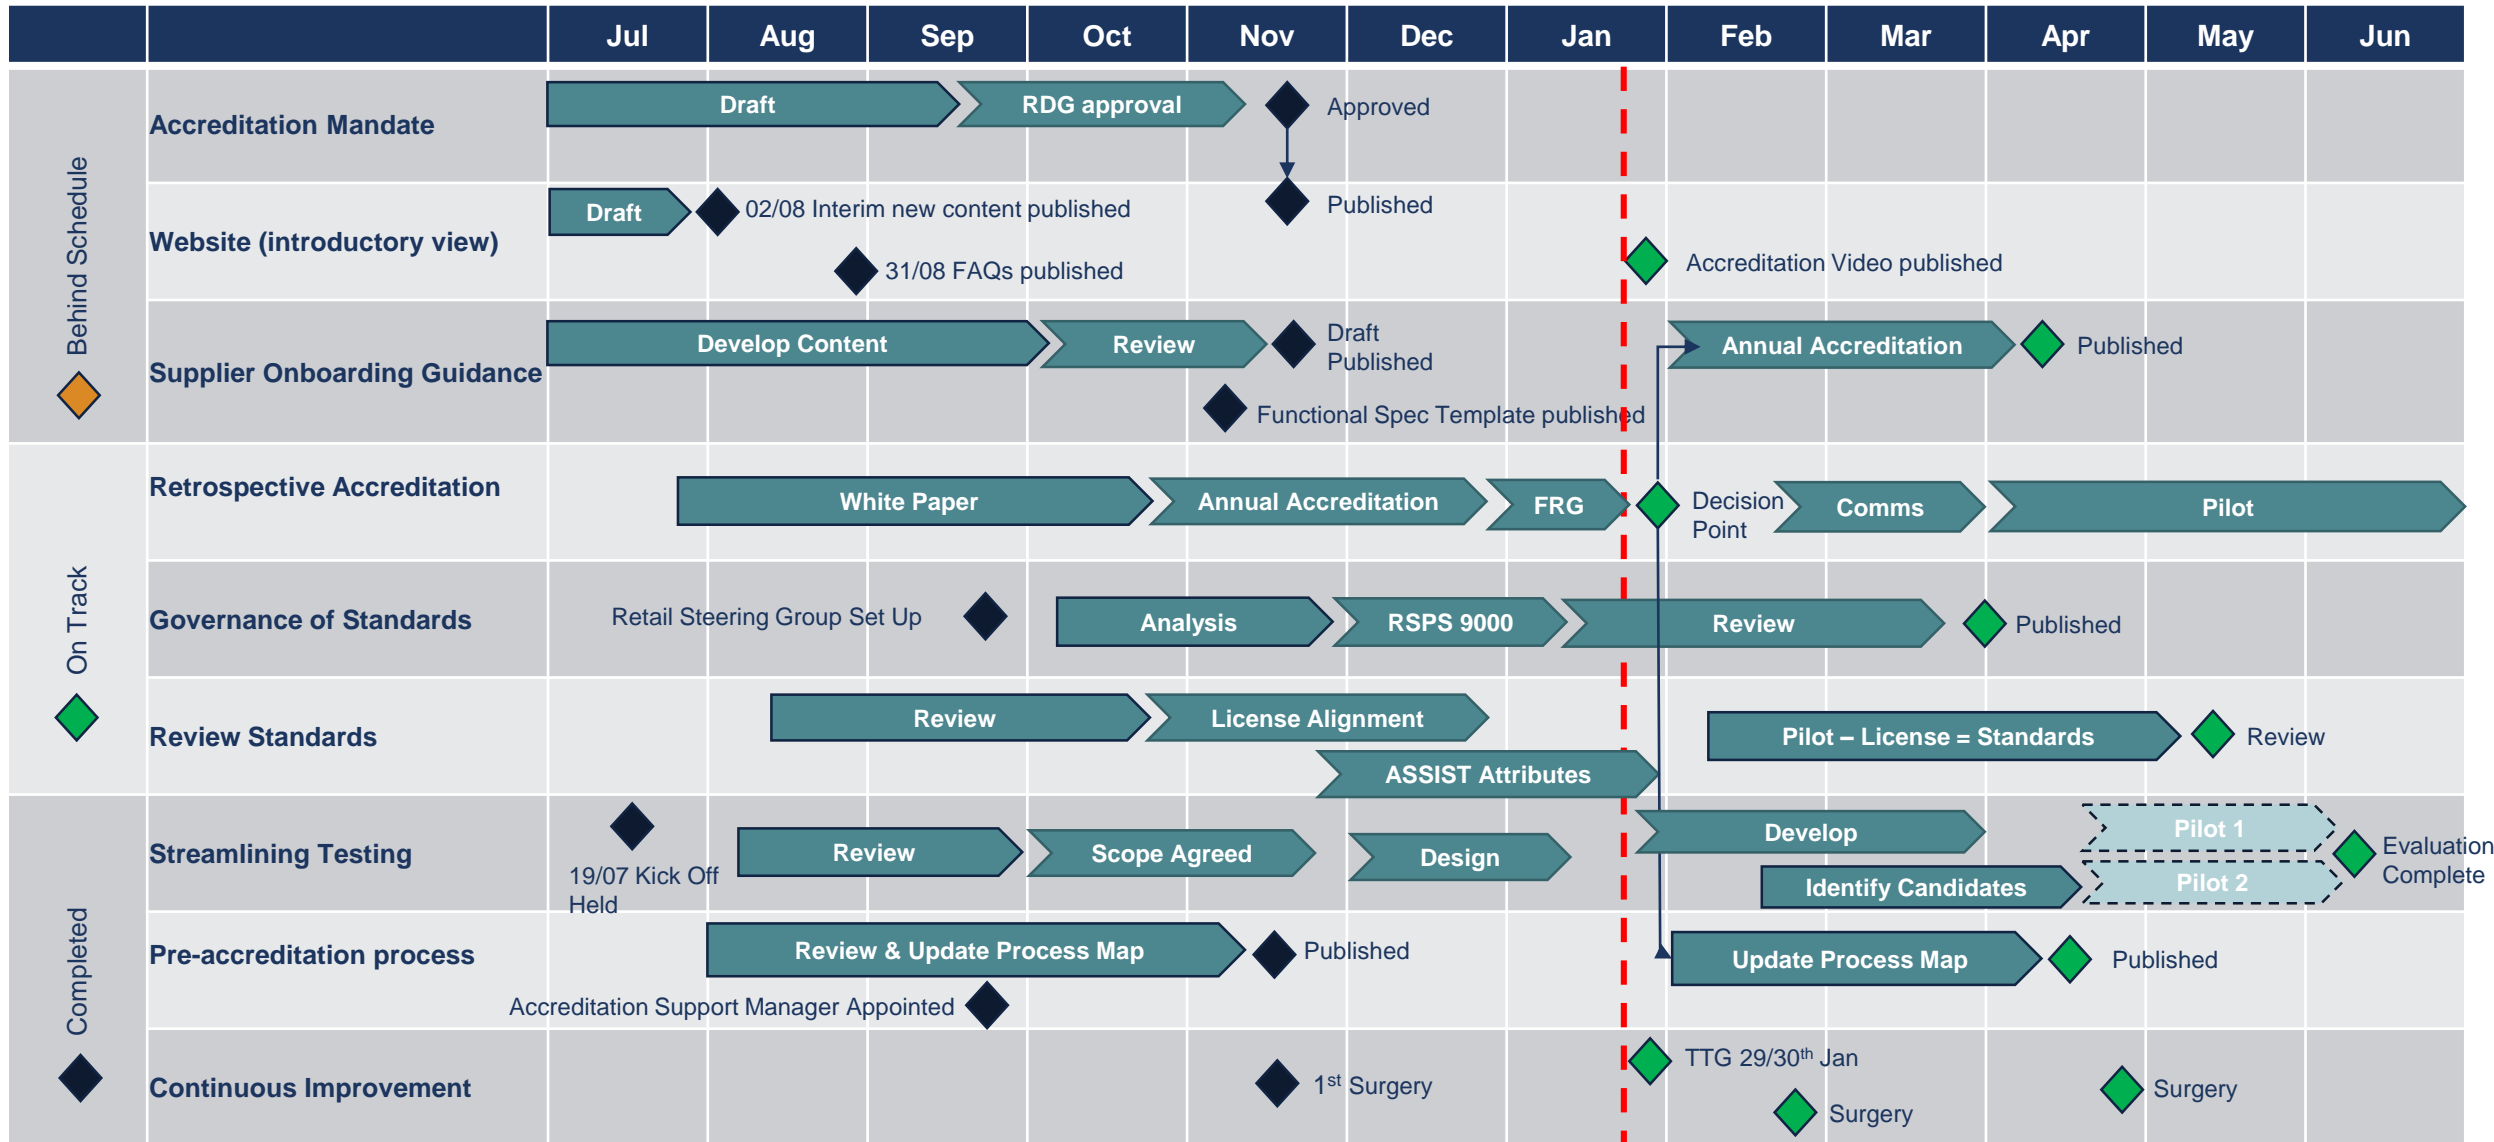 Jul Aug Sep Oct Nov Dec Jan Feb Mar Apr May Jun
Behind Schedule
On Track
Completed
Accreditation Mandate
Draft
RDG approval
Approved
Website (introductory view)
Draft
02/08 Interim new content published
Published
31/08 FAQs published
Accreditation Video published
Supplier Onboarding Guidance
Develop Content
Review
Draft
Published
Annual Accreditation
Published
Functional Spec Template published
Retrospective Accreditation
White Paper
Annual Accreditation
FRG
Decision
Point
Comms
Pilot
Governance of Standards
Retail Steering Group Set Up
Analysis
RSPS 9000
Review
Published
Review Standards
Review
License Alignment
Pilot – License = Standards
Review
ASSIST Attributes
Streamlining Testing
19/07 Kick Off
Held
Review
Scope Agreed
Design
Develop
Pilot 1
Evaluation
Complete
Identify Candidates
Pilot 2
Pre-accreditation process
Review & Update Process Map
Published
Update Process Map
Published
Accreditation Support Manager Appointed
Continuous Improvement
1st Surgery
TTG 29/30th Jan
Surgery
Surgery